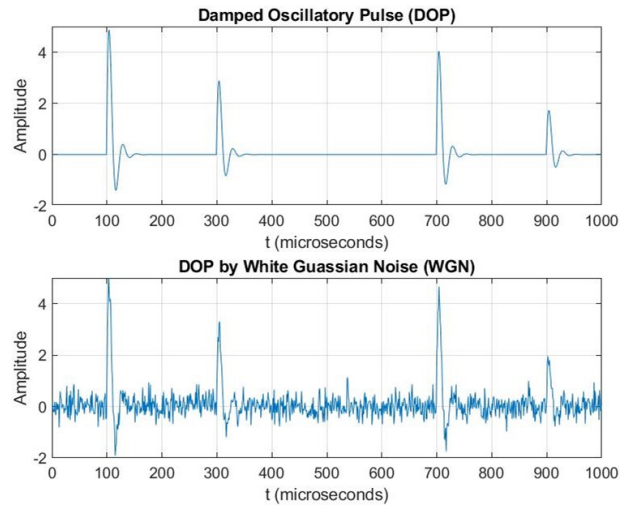 Damped Oscillatory Pulse (DOP)
4
2
0
-2
Amplitude
0 100 200 300 400 500 600 700 800 900 1000
t (microseconds)
DOP by White Guassian Noise (WGN)
4
2
0
-2
Amplitude
0 100 200 300 400 500 600 700 800 900 1000
t (microseconds)